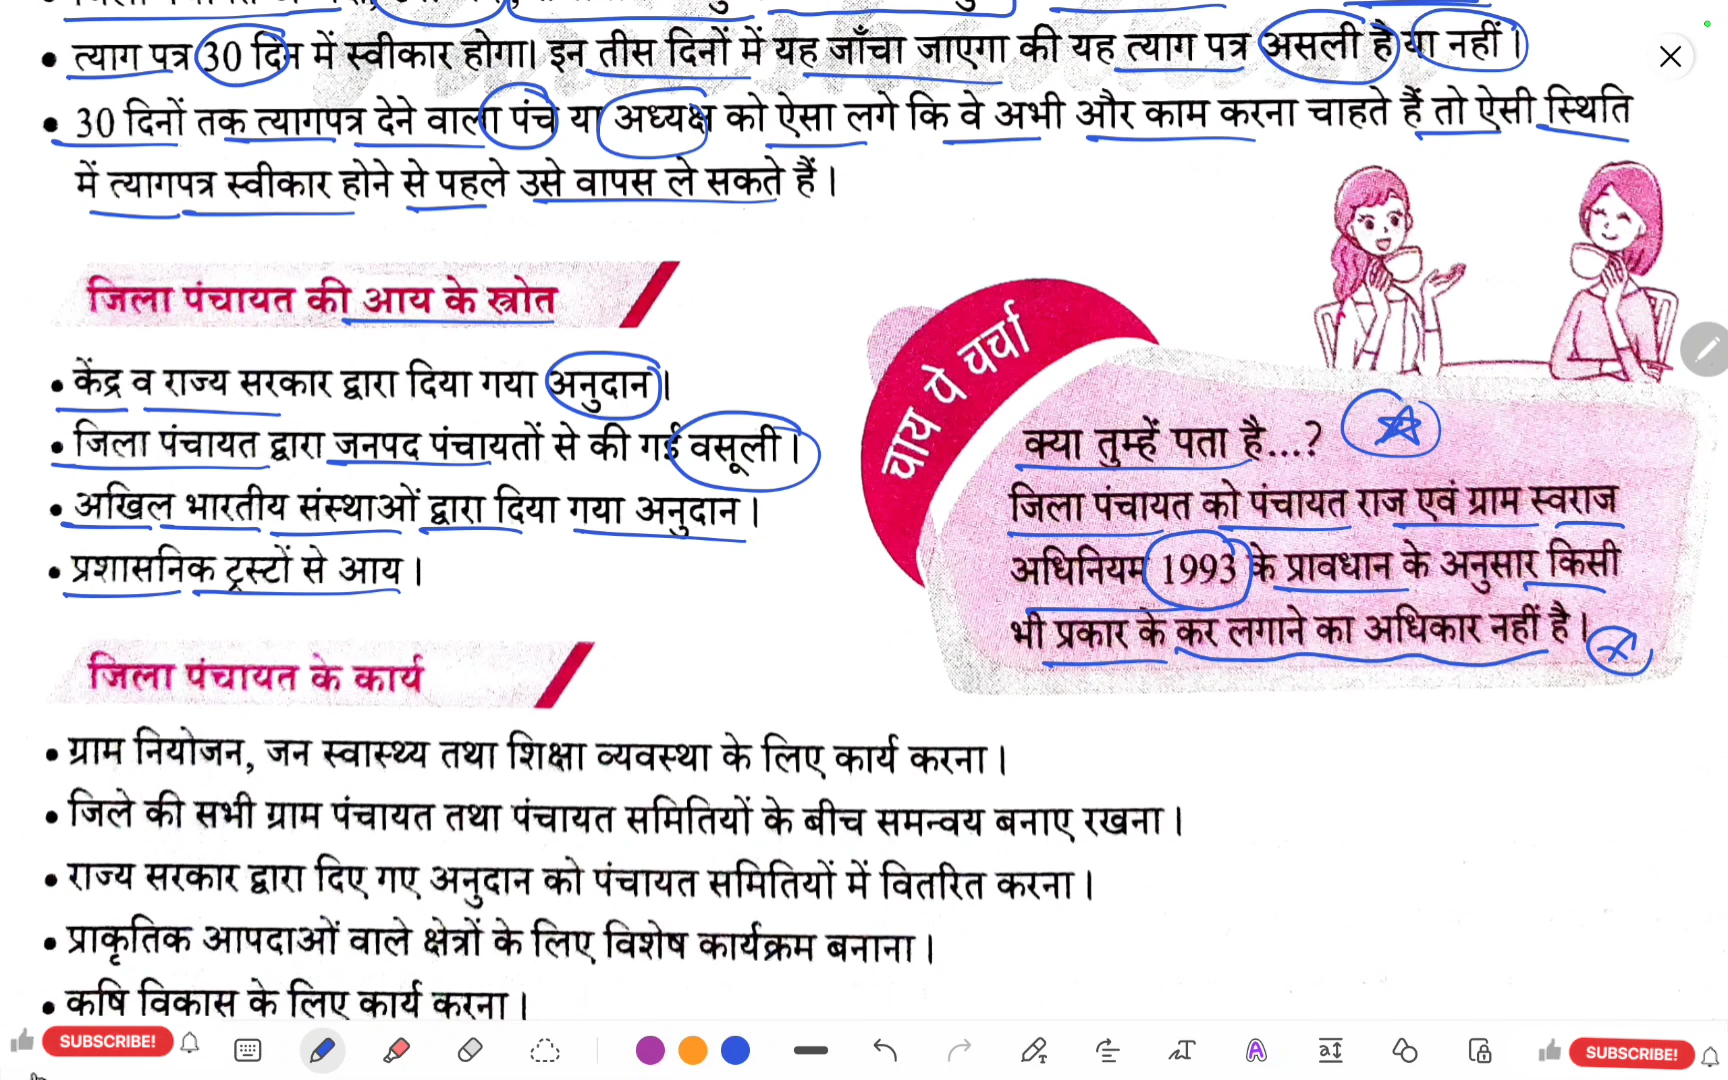 • त्याग पत्र 30 दिन में स्वीकार होगा। इन तीस दिनों में यह जाँचा जाएगा की यह त्याग पत्र असली है या नहीं।
• 30 दिनों तक त्यागपत्र देने वाला पंच या अध्यक्ष को ऐसा लगे कि वे अभी और काम करना चाहते हैं तो ऐसी स्थिति
में त्यागपत्र स्वीकार होने से पहले उसे वापस ले सकते हैं।
जिला पंचायत की आय के स्त्रोत
• केंद्र व राज्य सरकार द्वारा दिया गया अनुदान।
• जिला पंचायत द्वारा जनपद पंचायतों से की गई वसूली।
• अखिल भारतीय संस्थाओं द्वारा दिया गया अनुदान।
• प्रशासनिक ट्रस्टों से आय।
चाय पे चर्चा
क्या तुम्हें पता है...?
जिला पंचायत को पंचायत राज एवं ग्राम स्वराज
अधिनियम 1993 के प्रावधान के अनुसार किसी
भी प्रकार के कर लगाने का अधिकार नहीं है।
जिला पंचायत के कार्य
• ग्राम नियोजन, जन स्वास्थ्य तथा शिक्षा व्यवस्था के लिए कार्य करना।
• जिले की सभी ग्राम पंचायत तथा पंचायत समितियों के बीच समन्वय बनाए रखना।
• राज्य सरकार द्वारा दिए गए अनुदान को पंचायत समितियों में वितरित करना।
• प्राकृतिक आपदाओं वाले क्षेत्रों के लिए विशेष कार्यक्रम बनाना।
• कृषि विकास के लिए कार्य करना।
SUBSCRIBE!
SUBSCRIBE!